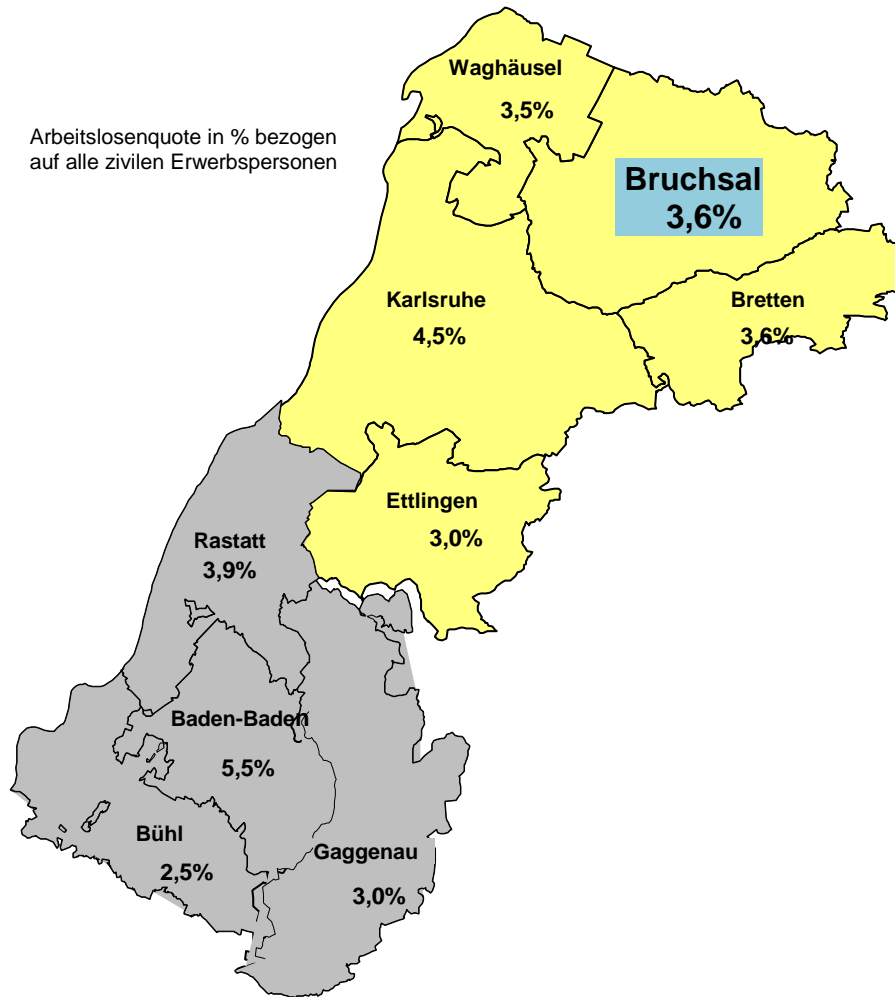 Waghäusel
3,5%
Arbeitslosenquote in % bezogen
auf alle zivilen Erwerbspersonen
Bruchsal
3,6%
Karlsruhe
4,5%
Bretten
3,6%
Ettlingen
3,0%
Rastatt
3,9%
Baden-Baden
5,5%
Bühl
2,5%
Gaggenau
3,0%